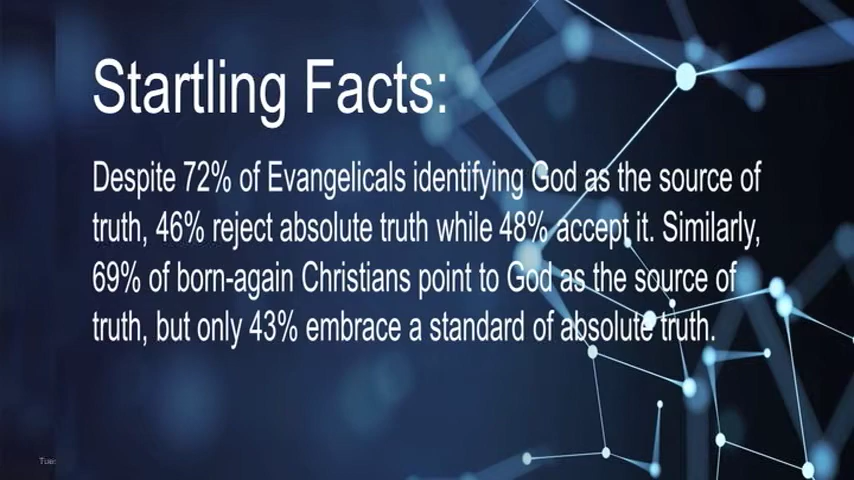 Startling Facts:
Despite 72% of Evangelicals identifying God as the source of
truth, 46% reject absolute truth while 48% accept it. Similarly,
69% of born-again Christians point to God as the source of
truth, but only 43% embrace a standard of absolute truth.